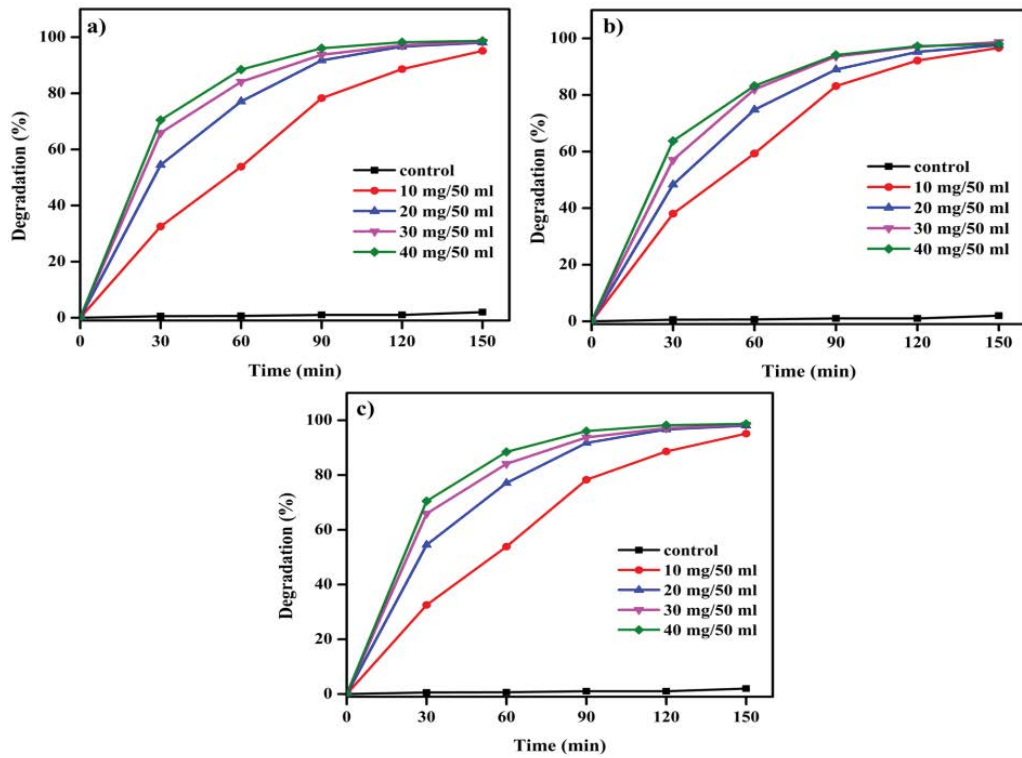 a)
100
80
60
40
20
0
Degradation (%)
control
10 mg/50 ml
20 mg/50 ml
30 mg/50 ml
40 mg/50 ml
0 30 60 90 120 150
Time (min)
b)
100
80
60
40
20
0
Degradation (%)
control
10 mg/50 ml
20 mg/50 ml
30 mg/50 ml
40 mg/50 ml
0 30 60 90 120 150
Time (min)
c)
100
80
60
40
20
0
Degradation (%)
control
10 mg/50 ml
20 mg/50 ml
30 mg/50 ml
40 mg/50 ml
0 30 60 90 120 150
Time (min)